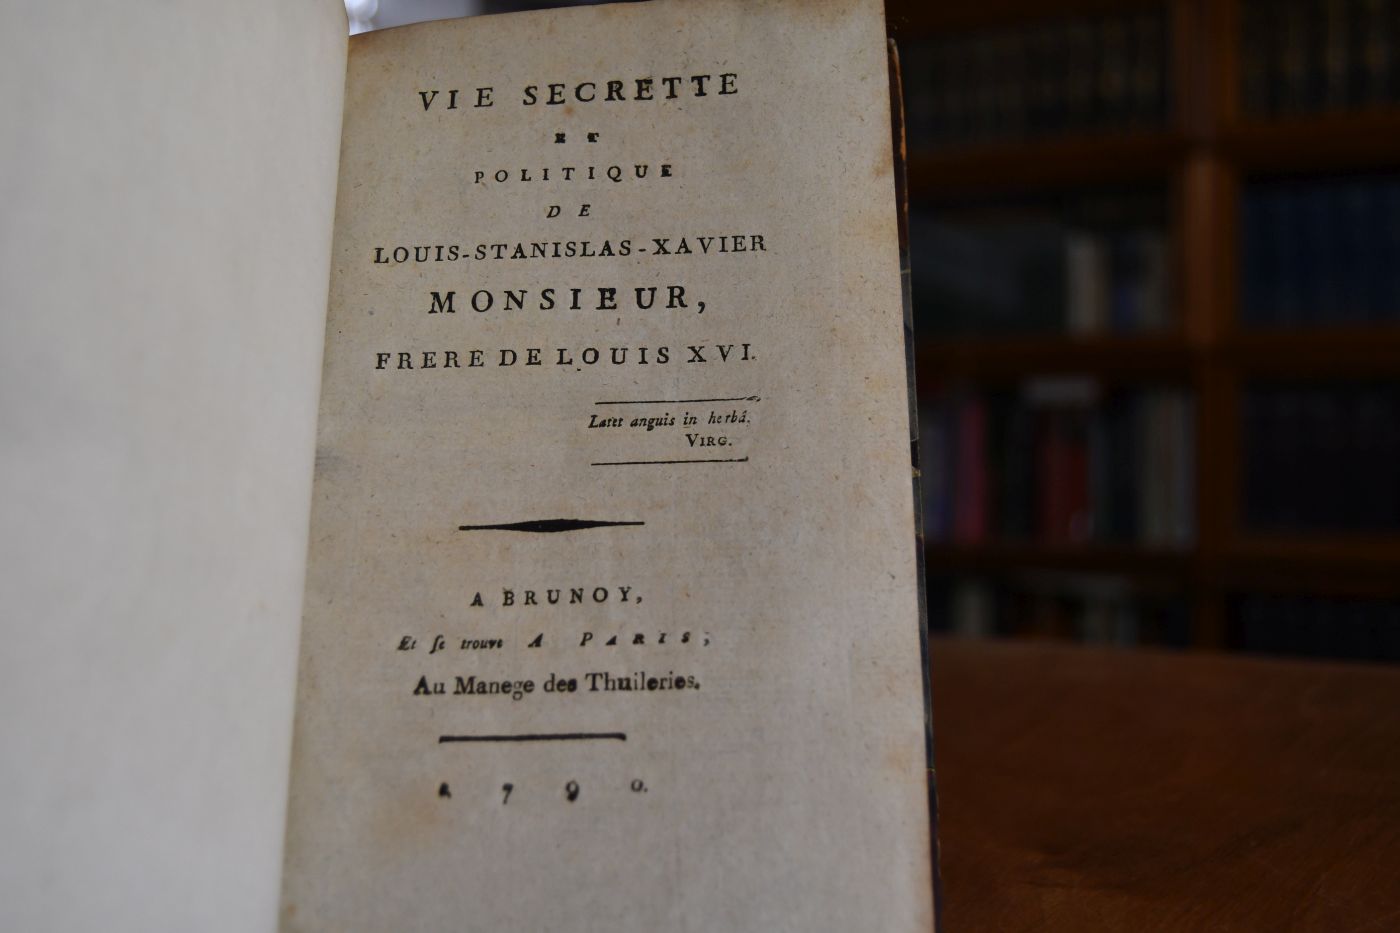 VIE SECRETTE
ET
POLITIQUE
DE
LOUIS-STANISLAS-XAVIER
MONSIEUR,
FRERE DE LOUIS XVI.
Latet anguis in herbâ.
VIRG.
A BRUNOY,
Et ſe trouve A PARIS,
Au Manege des Thuileries.
1790.